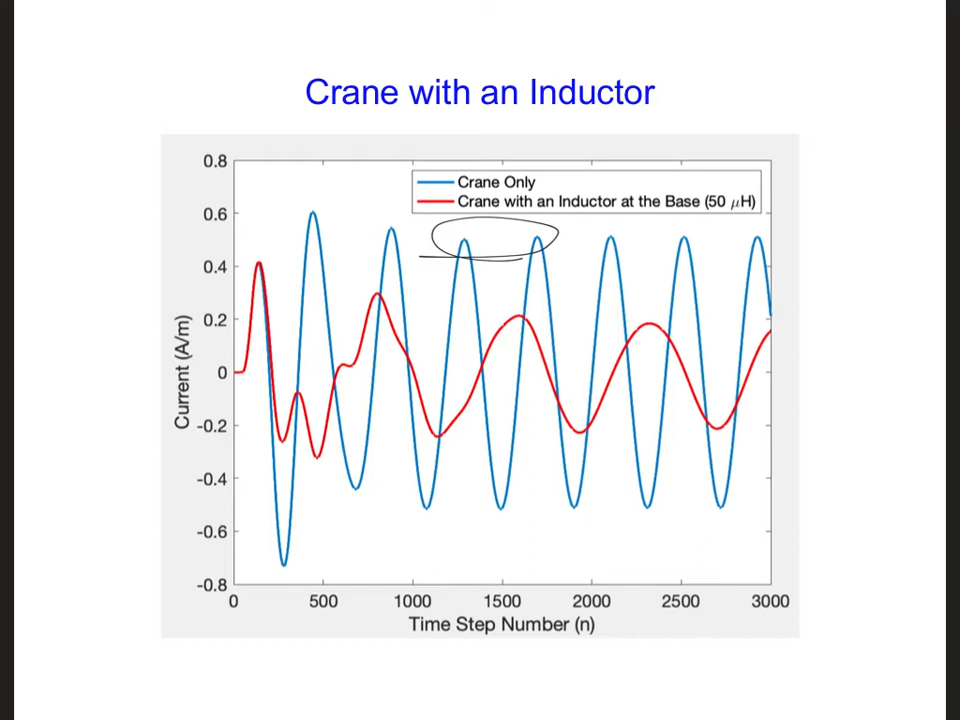 Crane with an Inductor
0.8
Crane Only
Crane with an Inductor at the Base (50 μH)
0.6
0.4
0.2
0
-0.2
-0.4
-0.6
-0.8
Current (A/m)
0 500 1000 1500 2000 2500 3000
Time Step Number (n)